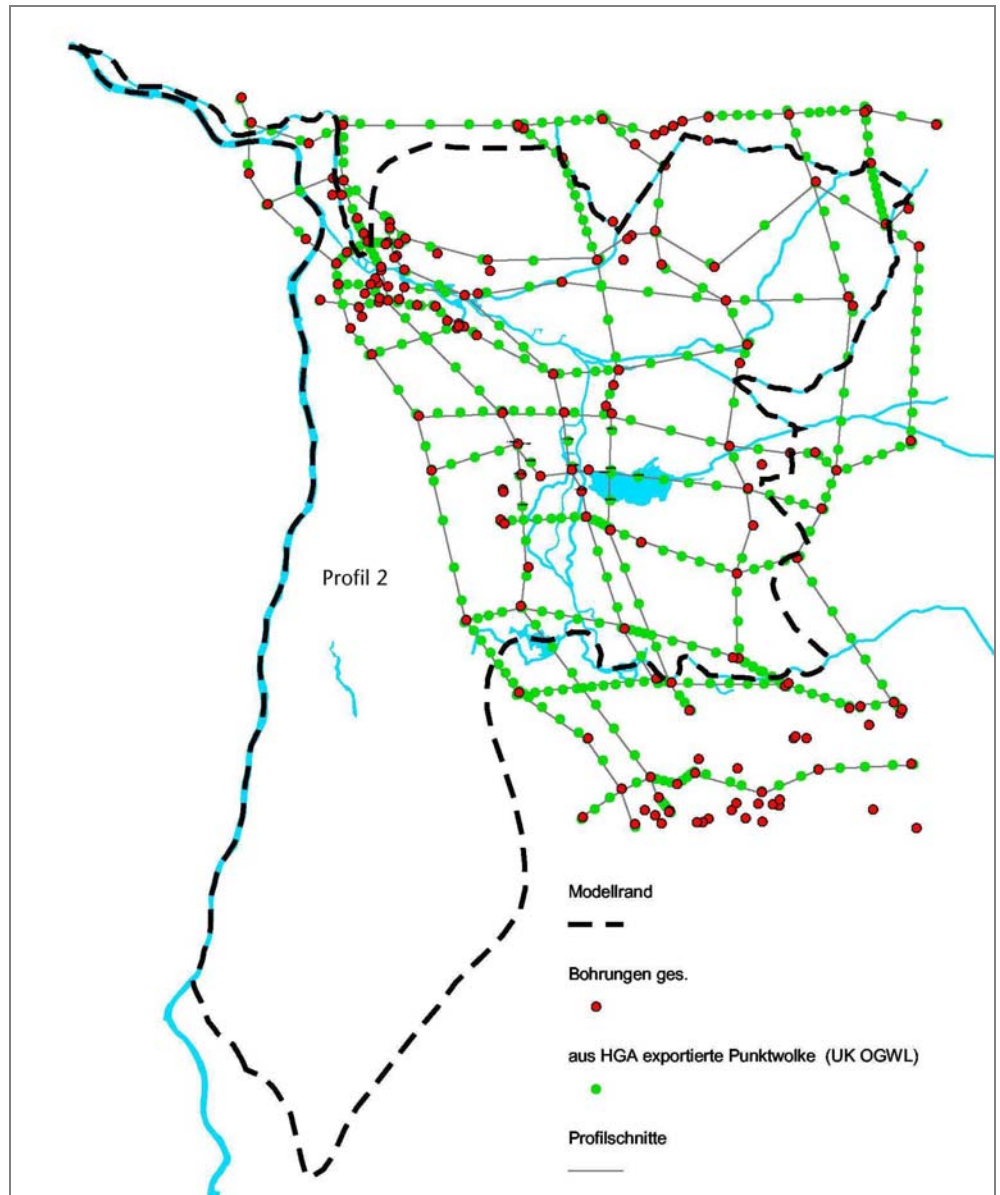 Profil 2
Modellrand
Bohrungen ges.
aus HGA exportierte Punktwolke (UK OGWL)
Profilschnitte